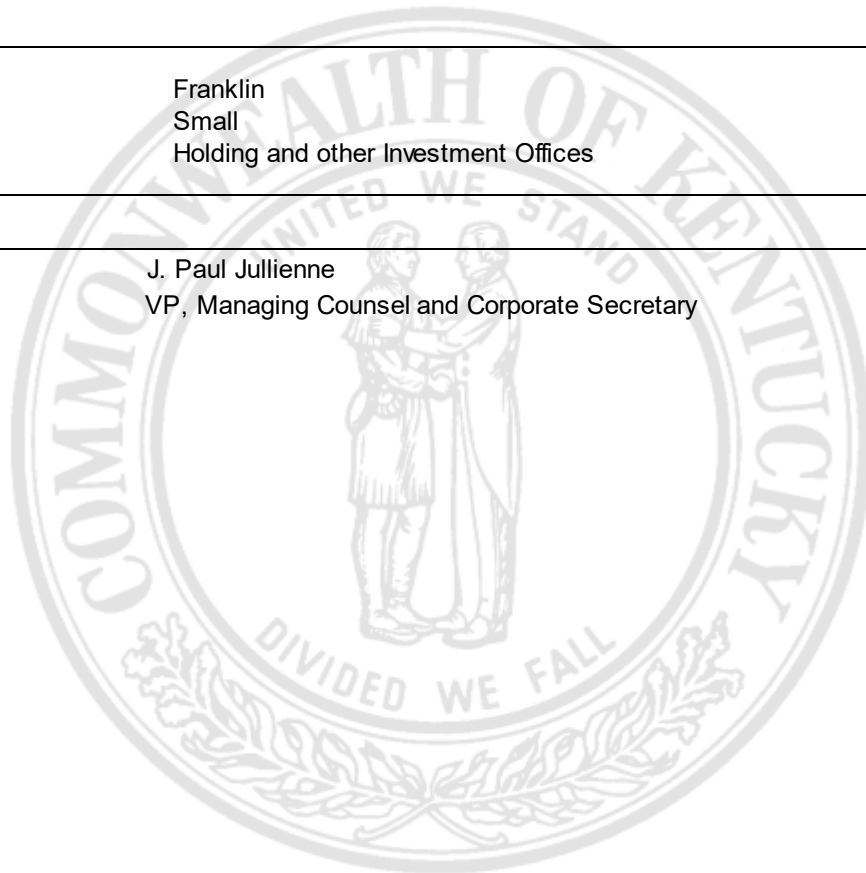 Franklin
Small
Holding and other Investment Offices
J. Paul Jullienne
VP, Managing Counsel and Corporate Secretary
COMMONWEALTH OF KENTUCKY
UNITED WE STAND
DIVIDED WE FALL